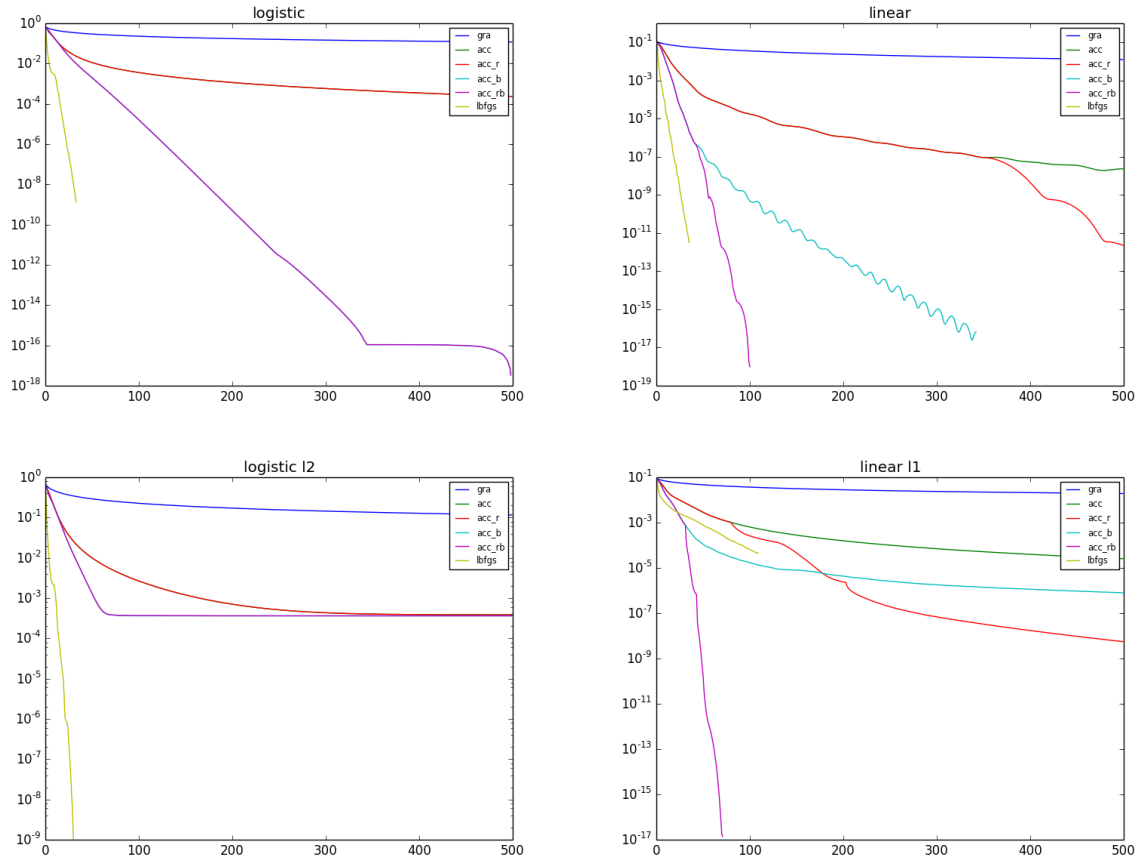 logistic
10^0
10^-2
10^-4
10^-6
10^-8
10^-10
10^-12
10^-14
10^-16
10^-18
0 100 200 300 400 500
gra
acc
acc_r
acc_b
acc_rb
lbfgs
linear
10^-1
10^-3
10^-5
10^-7
10^-9
10^-11
10^-13
10^-15
10^-17
10^-19
0 100 200 300 400 500
gra
acc
acc_r
acc_b
acc_rb
lbfgs
logistic l2
10^0
10^-1
10^-2
10^-3
10^-4
10^-5
10^-6
10^-7
10^-8
10^-9
0 100 200 300 400 500
gra
acc
acc_r
acc_b
acc_rb
lbfgs
linear l1
10^-1
10^-3
10^-5
10^-7
10^-9
10^-11
10^-13
10^-15
10^-17
0 100 200 300 400 500
gra
acc
acc_r
acc_b
acc_rb
lbfgs